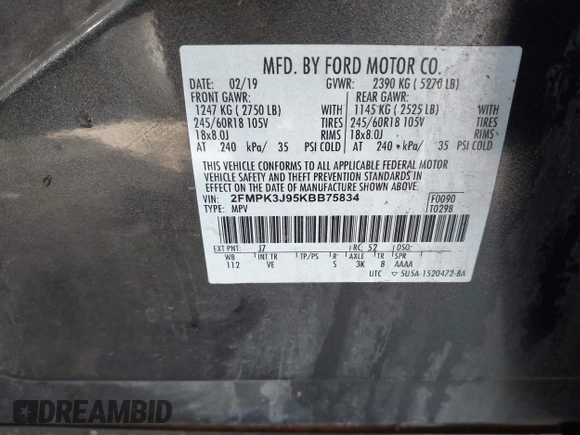 MFD. BY FORD MOTOR CO.
DATE: 02/19 GVWR: 2390 KG ( 5270 LB)
FRONT GAWR: REAR GAWR:
1247 KG ( 2750 LB) WITH 1145 KG ( 2525 LB) WITH
245/60R18 105V TIRES 245/60R18 105V TIRES
18x8.0J RIMS 18x8.0J RIMS
AT 240 kPa/ 35 PSI COLD AT 240 kPa/ 35 PSI COLD
THIS VEHICLE CONFORMS TO ALL APPLICABLE FEDERAL MOTOR
VEHICLE SAFETY AND THEFT PREVENTION STANDARDS IN
EFFECT ON THE DATE OF MANUFACTURE SHOWN ABOVE.
VIN: 2FMPK3J95KBB75834 F0090
TYPE: MPV T0298
EXT PNT: J7 RC: 52 DSO:
WB INT TR TP/PS R AXLE TR SPR
112 VE S 3K 8 AAAA
UTC ▽ 5U5A-1520472-BA
DREAMBID